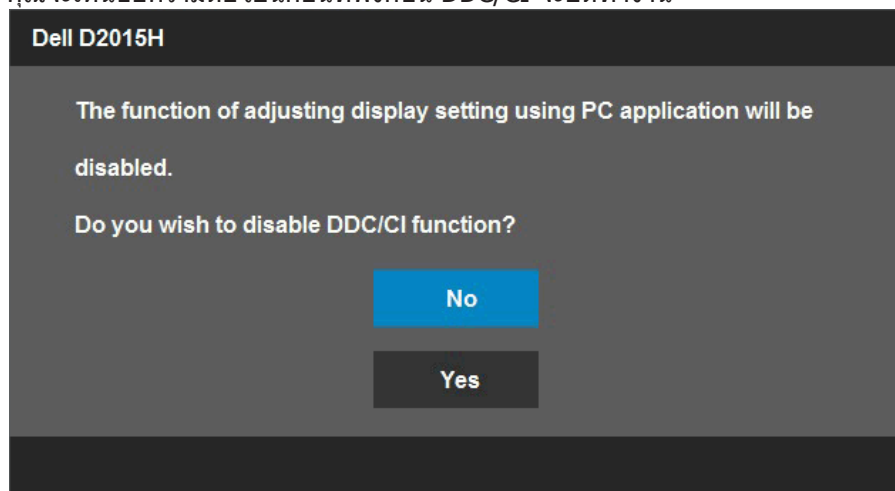 Dell D2015H
The function of adjusting display setting using PC application will be
disabled.
Do you wish to disable DDC/CI function?
No
Yes